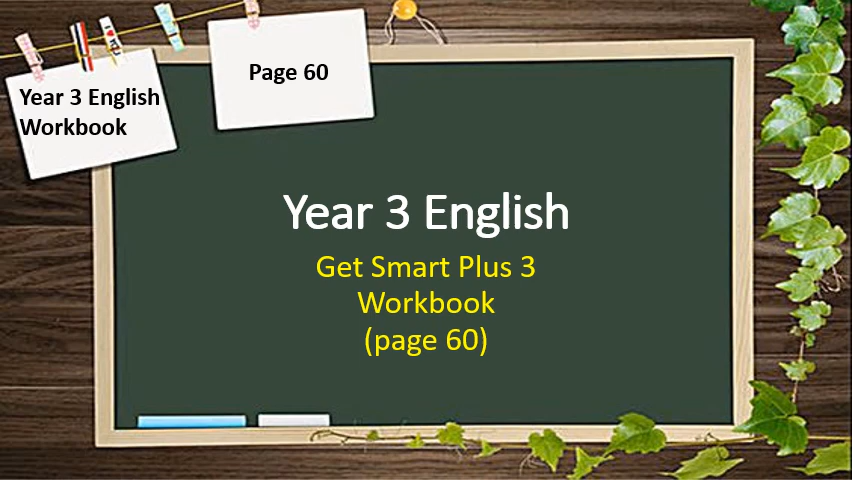 Year 3 English
Workbook
Page 60
Year 3 English
Get Smart Plus 3
Workbook
(page 60)